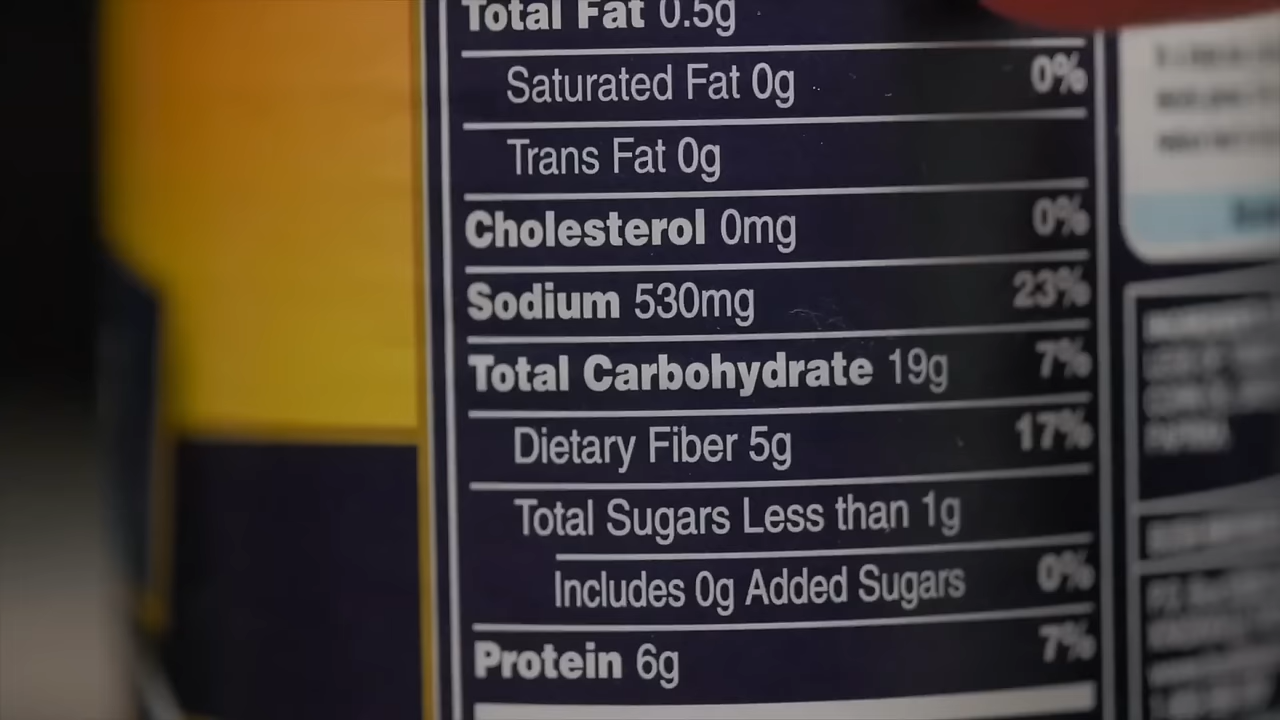 Total Fat 0.5g
Saturated Fat 0g 0%
Trans Fat 0g
Cholesterol 0mg 0%
Sodium 530mg 23%
Total Carbohydrate 19g 7%
Dietary Fiber 5g 17%
Total Sugars Less than 1g
Includes 0g Added Sugars 0%
Protein 6g 7%